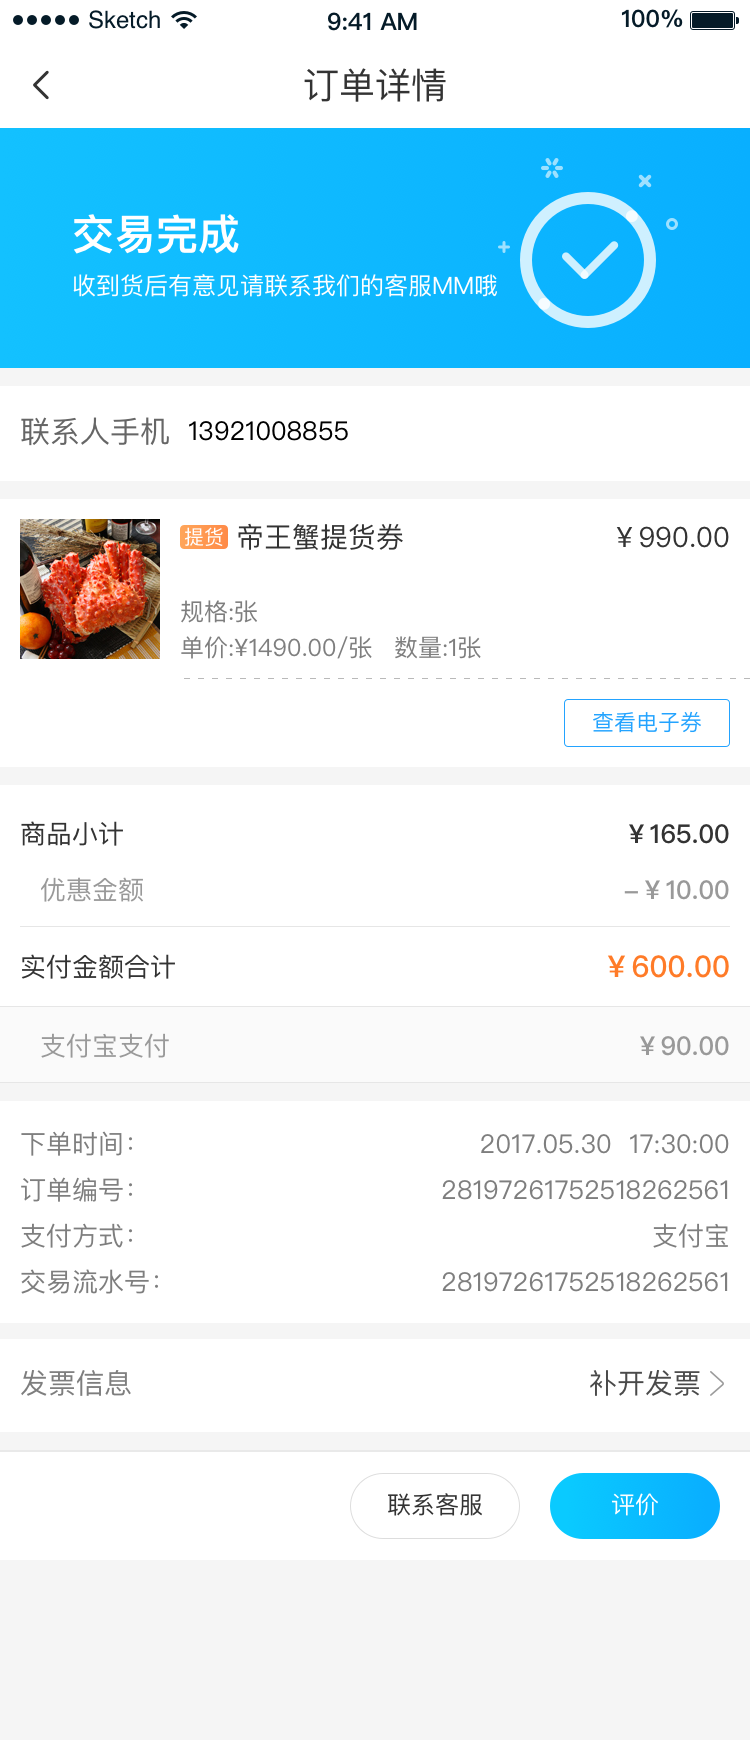 Sketch 9:41 AM 100%
订单详情
交易完成
收到货后有意见请联系我们的客服MM哦
联系人手机 13921008855
提货 帝王蟹提货券 ¥990.00
规格:张
单价:¥1490.00/张 数量:1张
查看电子券
商品小计 ¥165.00
优惠金额 –¥10.00
实付金额合计 ¥600.00
支付宝支付 ¥90.00
下单时间: 2017.05.30 17:30:00
订单编号: 28197261752518262561
支付方式: 支付宝
交易流水号: 28197261752518262561
发票信息 补开发票
联系客服 评价